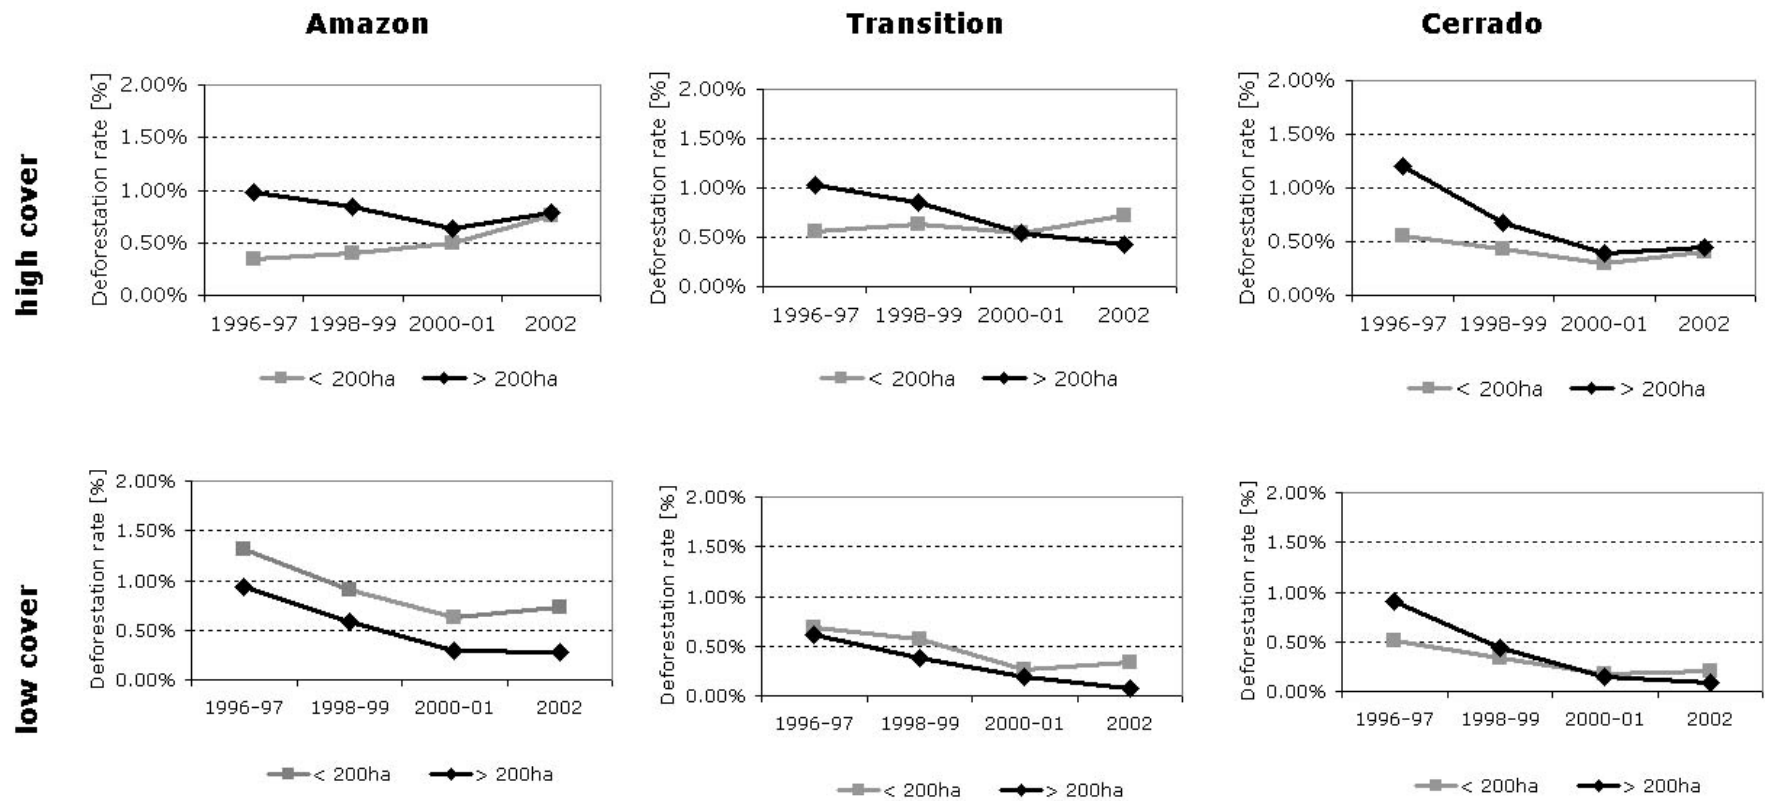 Amazon Transition Cerrado
high cover
Deforestation rate [%]
2.00%
1.50%
1.00%
0.50%
0.00%
1996-97 1998-99 2000-01 2002
< 200ha > 200ha
Deforestation rate [%]
2.00%
1.50%
1.00%
0.50%
0.00%
1996-97 1998-99 2000-01 2002
< 200ha > 200ha
Deforestation rate [%]
2.00%
1.50%
1.00%
0.50%
0.00%
1996-97 1998-99 2000-01 2002
< 200ha > 200ha
low cover
Deforestation rate [%]
2.00%
1.50%
1.00%
0.50%
0.00%
1996-97 1998-99 2000-01 2002
< 200ha > 200ha
Deforestation rate [%]
2.00%
1.50%
1.00%
0.50%
0.00%
1996-97 1998-99 2000-01 2002
< 200ha > 200ha
Deforestation rate [%]
2.00%
1.50%
1.00%
0.50%
0.00%
1996-97 1998-99 2000-01 2002
< 200ha > 200ha